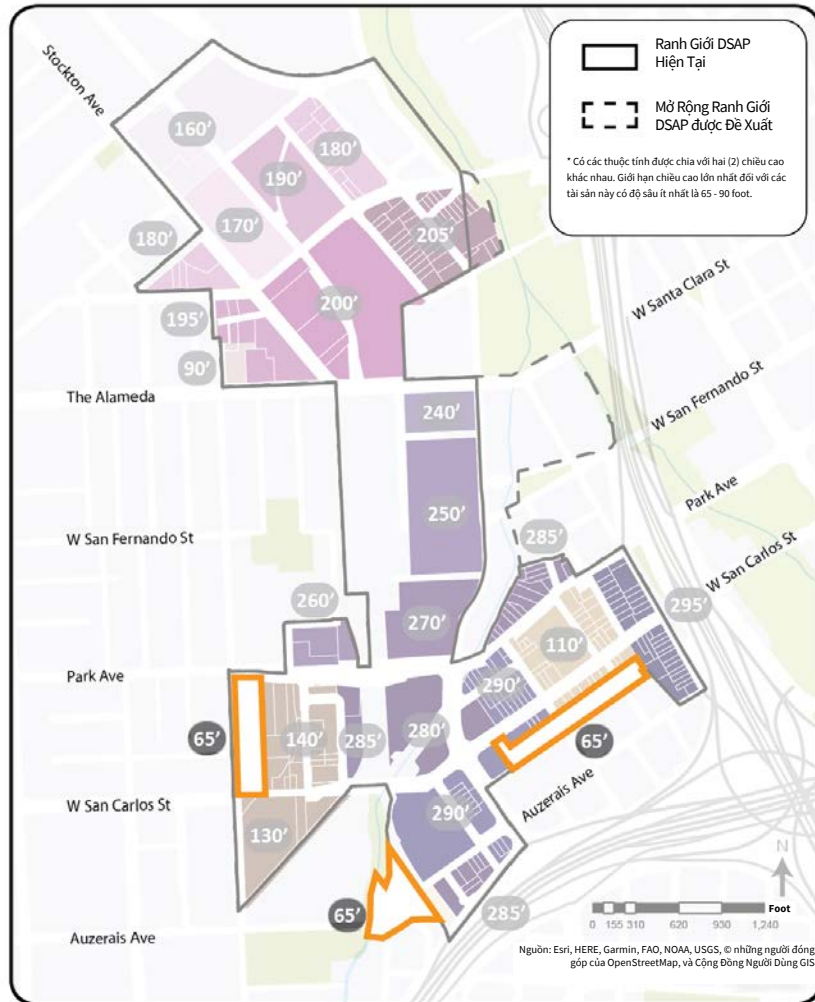 Ranh Giới DSAP
Hiện Tại
Mở Rộng Ranh Giới
DSAP được Đề Xuất
* Có các thuộc tính được chia với hai (2) chiều cao
khác nhau. Giới hạn chiều cao lớn nhất đối với các
tài sản này có độ sâu ít nhất là 65 - 90 foot.
Stockton Ave
160’
180’
190’
170’
205’
180’
200’
195’
90’
W Santa Clara St
The Alameda
240’
W San Fernando St
Park Ave
250’
W San Fernando St
285’
W San Carlos St
260’
270’
295’
110’
Park Ave
290’
65’
140’
285’
280’
65’
W San Carlos St
Auzerais Ave
290’
130’
65’
285’
N
Foot
0 155 310 620 930 1,240
Auzerais Ave
Nguồn: Esri, HERE, Garmin, FAO, NOAA, USGS, © những người đóng
góp của OpenStreetMap, và Cộng Đồng Người Dùng GIS